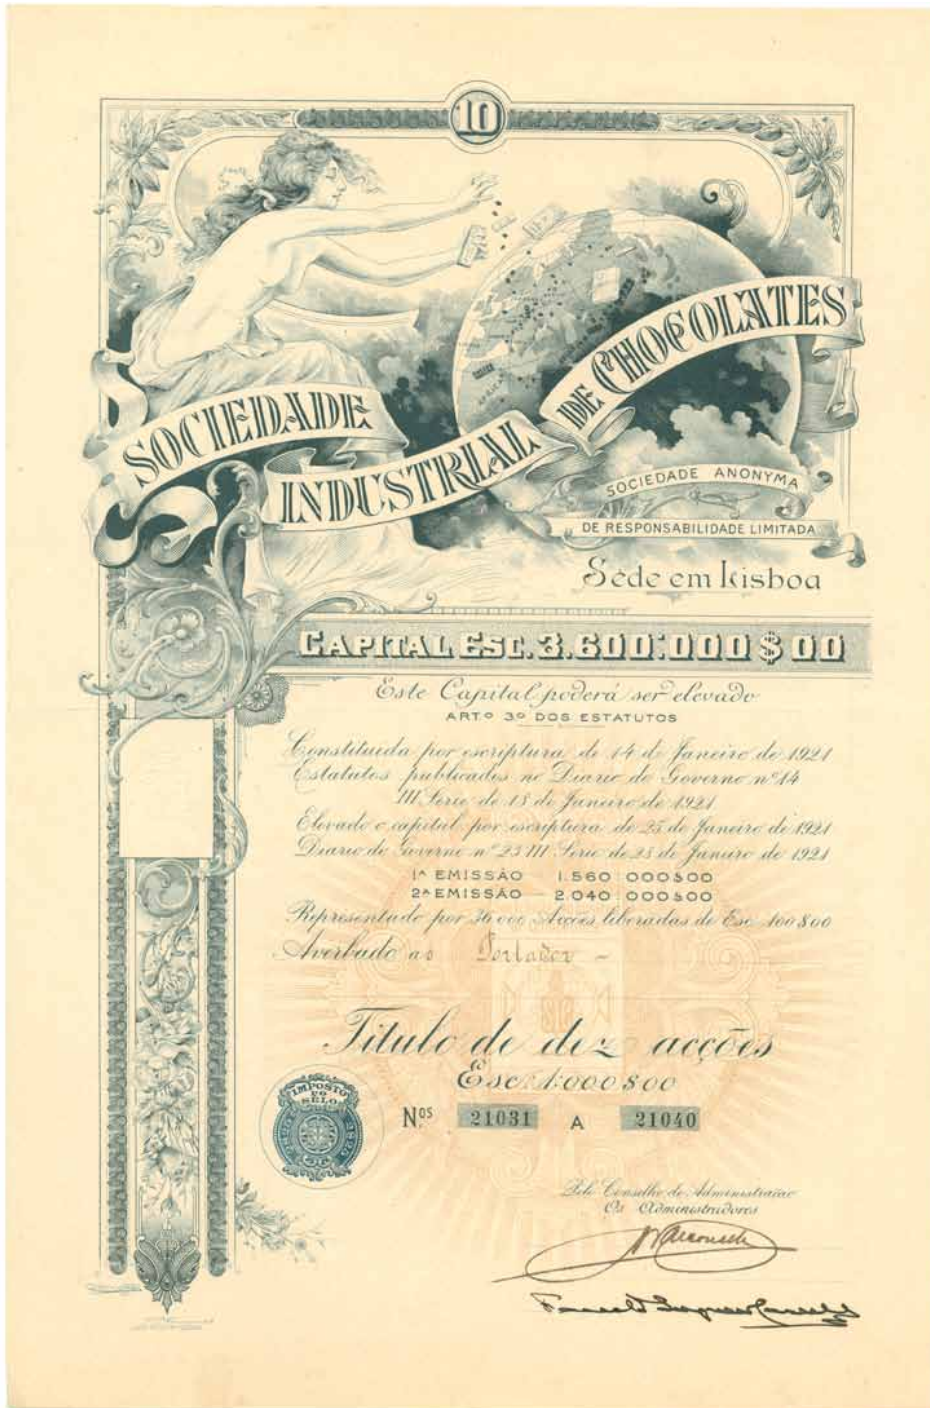 10
SOCIEDADE
INDUSTRIAL
DE CHOCOLATES
SOCIEDADE ANONYMA
DE RESPONSABILIDADE LIMITADA
Séde em Lisboa
CAPITAL ESC. 3.600:000 $ 00
Este Capital poderá ser elevado
ART.º 3.º DOS ESTATUTOS
Constituida por escriptura de 14 de Janeiro de 1921
Estatutos publicados no Diario do Governo nº 14
III Serie de 18 de Janeiro de 1921
Elevado o capital por escriptura de 25 de Janeiro de 1921
Diario do Governo nº 23 III Serie de 28 de Janeiro de 1921
1ª EMISSÃO 1.560:000$00
2ª EMISSÃO 2.040:000$00
Representado por 36.000 Acções liberadas de Esc. 100$00
Averbado ao Portador -
Titulo de dez acções
Esc. 1:000$00
IMPOSTO
DO
SELO
N.os 21031 A 21040
Pelo Conselho de Administração
Os Administradores